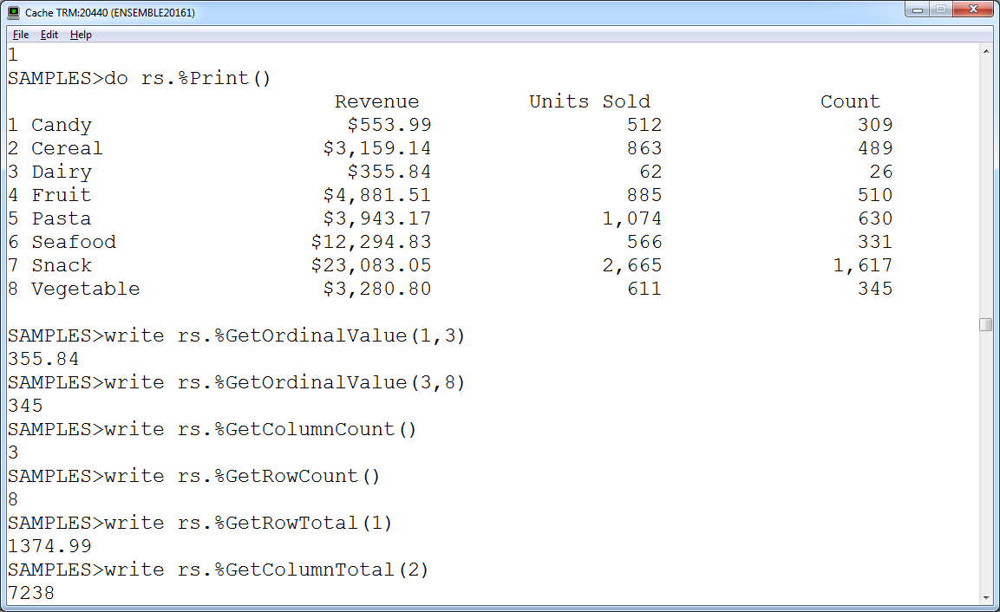 Cache TRM:20440 (ENSEMBLE20161)
File Edit Help
1
SAMPLES>do rs.%Print()
Revenue Units Sold Count
1 Candy $553.99 512 309
2 Cereal $3,159.14 863 489
3 Dairy $355.84 62 26
4 Fruit $4,881.51 885 510
5 Pasta $3,943.17 1,074 630
6 Seafood $12,294.83 566 331
7 Snack $23,083.05 2,665 1,617
8 Vegetable $3,280.80 611 345
SAMPLES>write rs.%GetOrdinalValue(1,3)
355.84
SAMPLES>write rs.%GetOrdinalValue(3,8)
345
SAMPLES>write rs.%GetColumnCount()
3
SAMPLES>write rs.%GetRowCount()
8
SAMPLES>write rs.%GetRowTotal(1)
1374.99
SAMPLES>write rs.%GetColumnTotal(2)
7238